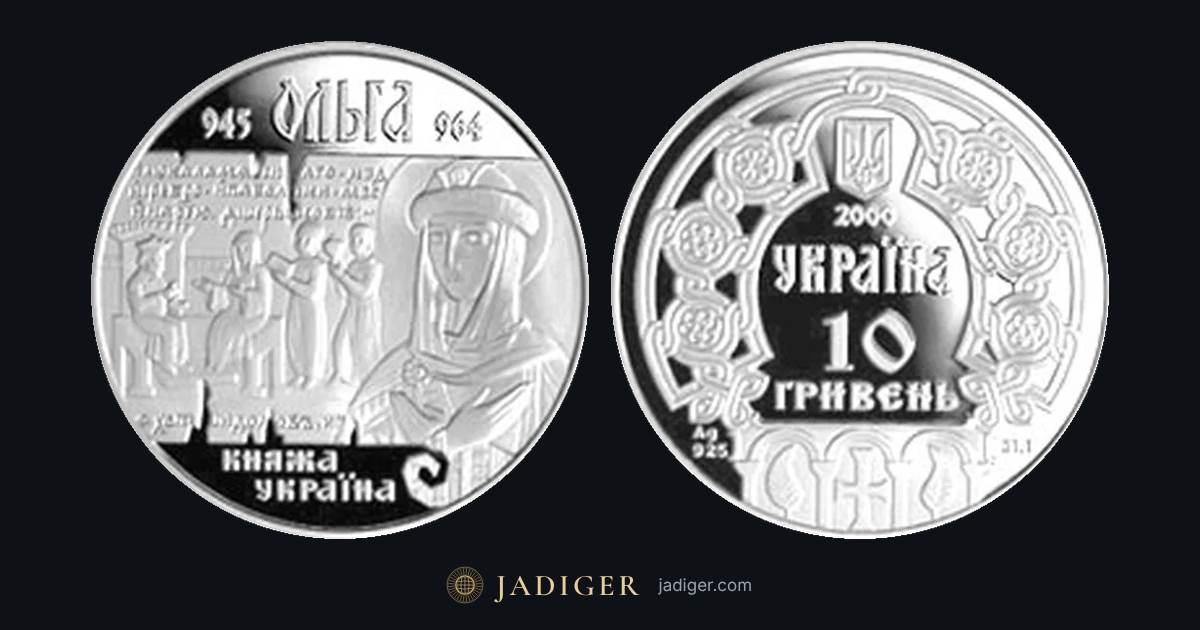 945 ОЛЬГА 964
КНЯЖА
УКРАЇНА
2000
УКРАЇНА
10
ГРИВЕНЬ
Ag
925
31,1
JADIGER jadiger.com